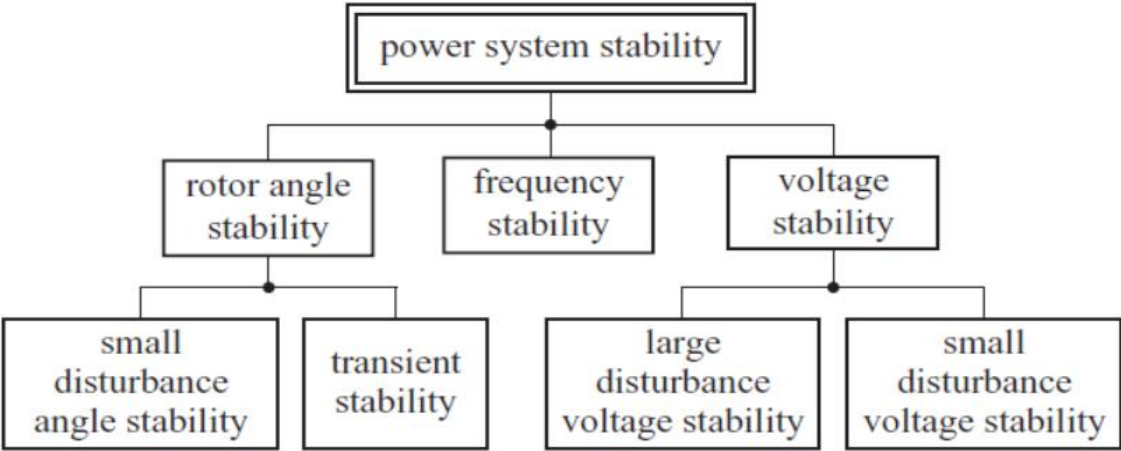 power system stability
rotor angle
stability
frequency
stability
voltage
stability
small
disturbance
angle stability
transient
stability
large
disturbance
voltage stability
small
disturbance
voltage stability